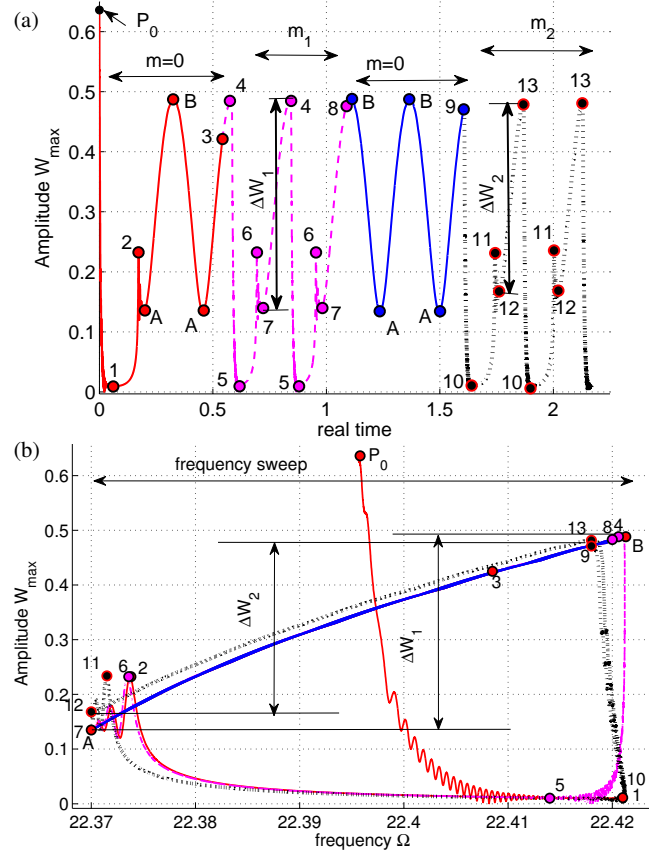 (a)
P0
m=0
m1
m=0
m2
B
4
4
8
B
B
9
13
13
3
2
6
6
11
11
ΔW1
ΔW2
A
A
7
7
A
A
12
12
1
5
5
10
10
0.6
0.5
0.4
0.3
0.2
0.1
0
Amplitude Wmax
0
0.5
1
1.5
2
real time
(b)
P0
frequency sweep
13
8
4
9
B
3
ΔW2
ΔW1
11
6
2
12
7
A
5
10
1
0.6
0.5
0.4
0.3
0.2
0.1
0
Amplitude Wmax
22.37
22.38
22.39
22.4
22.41
22.42
frequency Ω